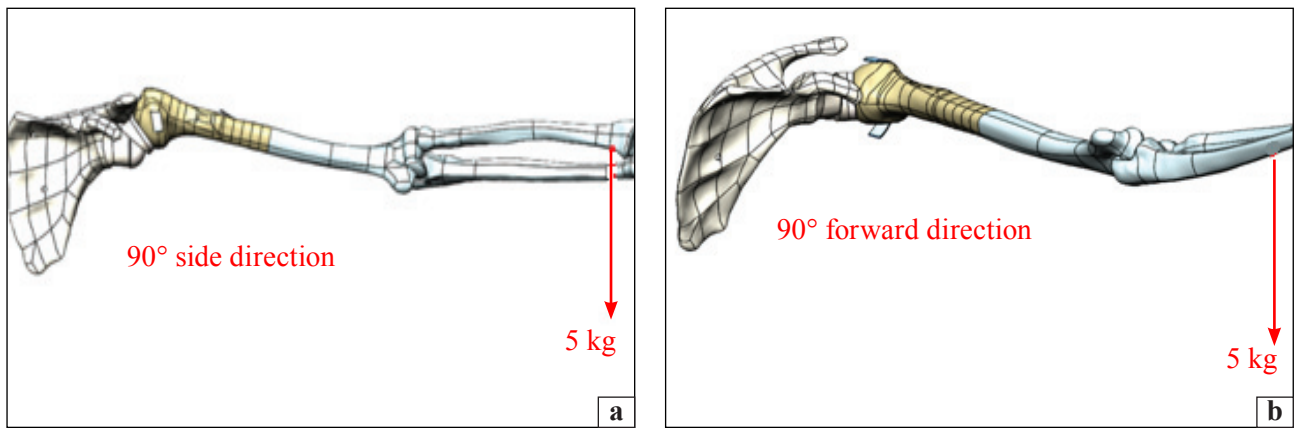 90° side direction
5 kg
a
90° forward direction
5 kg
b